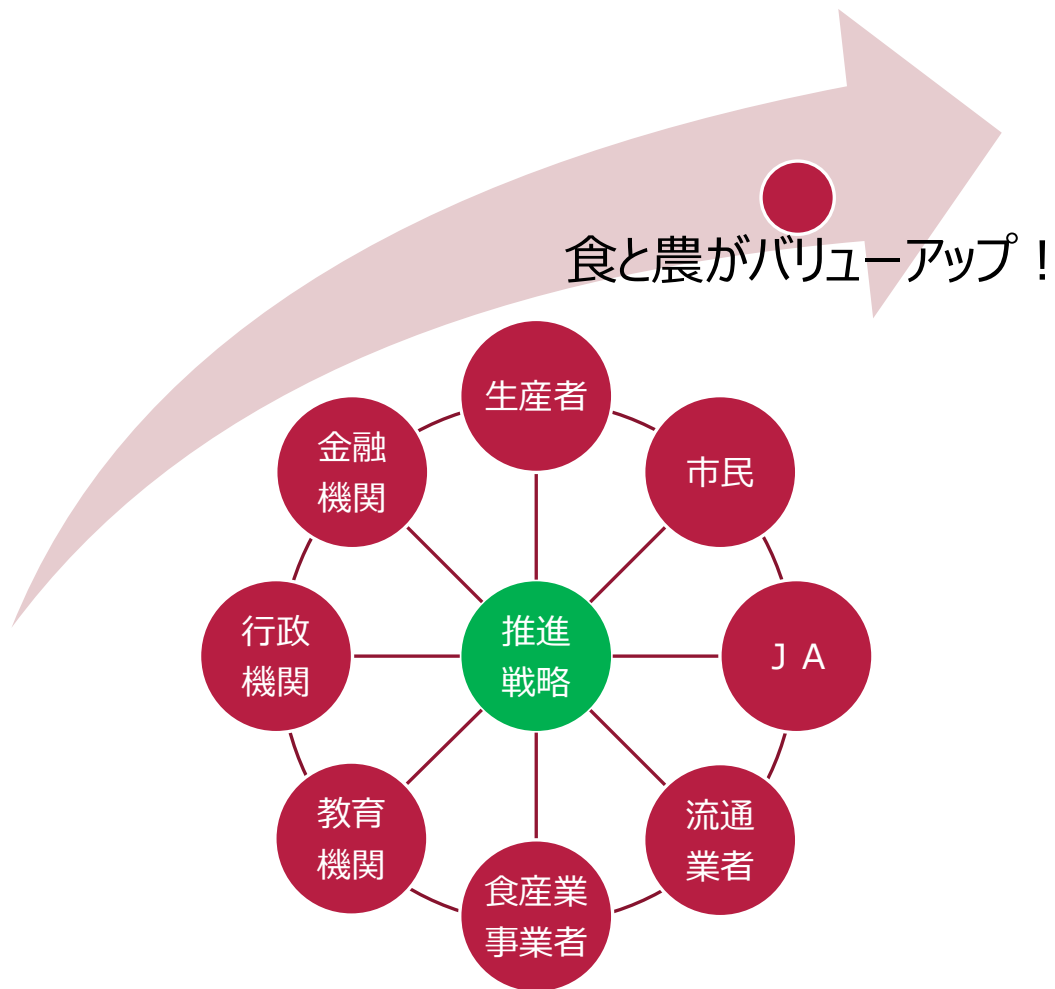 食と農がバリューアップ！
生産者
市民
ＪＡ
流通
業者
食産業
事業者
教育
機関
行政
機関
金融
機関
推進
戦略